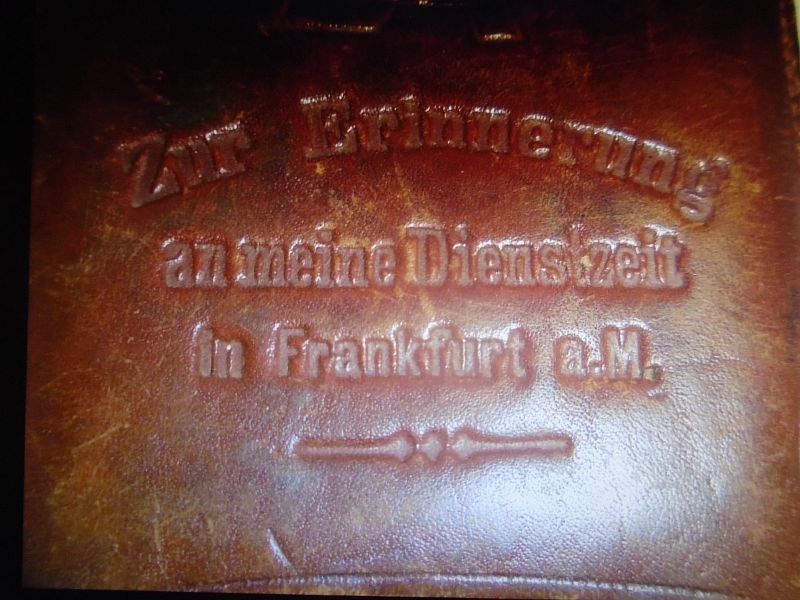 Zur Erinnerung
an meine Dienstzeit
in Frankfurt a.M.